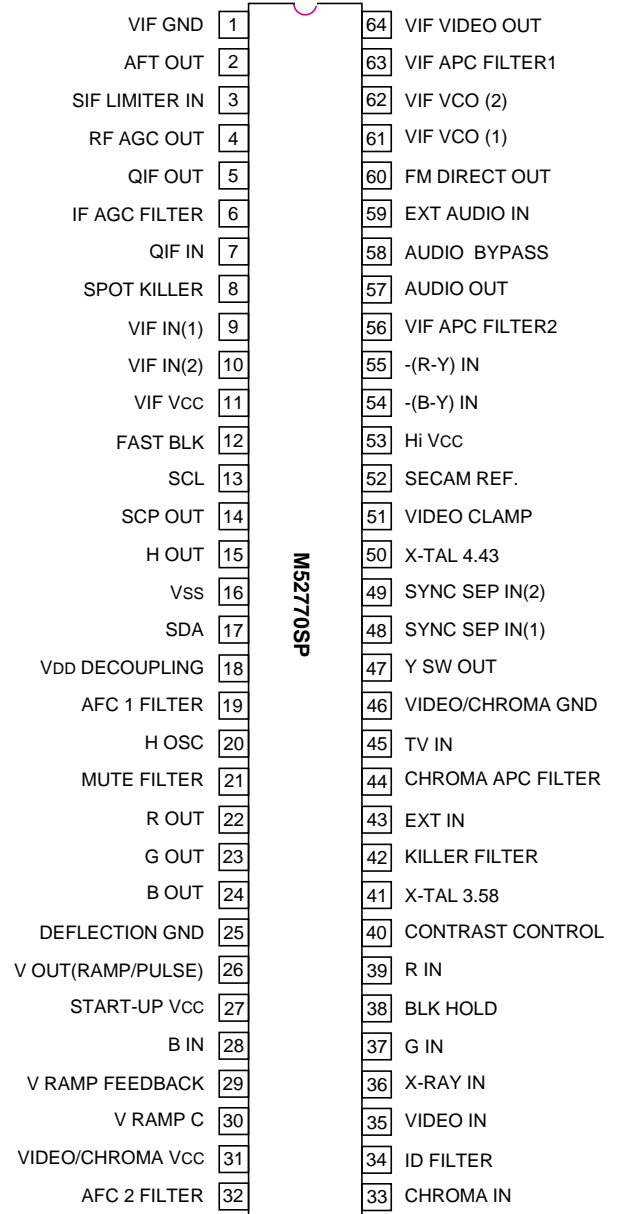 VIF GND 1 64 VIF VIDEO OUT
AFT OUT 2 63 VIF APC FILTER1
SIF LIMITER IN 3 62 VIF VCO (2)
RF AGC OUT 4 61 VIF VCO (1)
QIF OUT 5 60 FM DIRECT OUT
IF AGC FILTER 6 59 EXT AUDIO IN
QIF IN 7 58 AUDIO BYPASS
SPOT KILLER 8 57 AUDIO OUT
VIF IN(1) 9 56 VIF APC FILTER2
VIF IN(2) 10 55 -(R-Y) IN
VIF VCC 11 54 -(B-Y) IN
FAST BLK 12 53 Hi VCC
SCL 13 52 SECAM REF.
SCP OUT 14 51 VIDEO CLAMP
H OUT 15 50 X-TAL 4.43
VSS 16 49 SYNC SEP IN(2)
M52770SP
SDA 17 48 SYNC SEP IN(1)
VDD DECOUPLING 18 47 Y SW OUT
AFC 1 FILTER 19 46 VIDEO/CHROMA GND
H OSC 20 45 TV IN
MUTE FILTER 21 44 CHROMA APC FILTER
R OUT 22 43 EXT IN
G OUT 23 42 KILLER FILTER
B OUT 24 41 X-TAL 3.58
DEFLECTION GND 25 40 CONTRAST CONTROL
V OUT(RAMP/PULSE) 26 39 R IN
START-UP VCC 27 38 BLK HOLD
B IN 28 37 G IN
V RAMP FEEDBACK 29 36 X-RAY IN
V RAMP C 30 35 VIDEO IN
VIDEO/CHROMA VCC 31 34 ID FILTER
AFC 2 FILTER 32 33 CHROMA IN